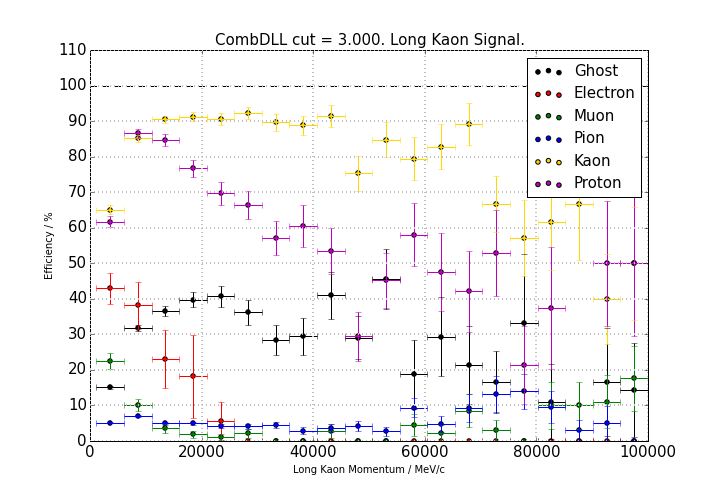 CombDLL cut = 3.000. Long Kaon Signal.
110
100
90
80
70
60
50
40
30
20
10
0
Efficiency / %
Ghost
Electron
Muon
Pion
Kaon
Proton
0 20000 40000 60000 80000 100000
Long Kaon Momentum / MeV/c